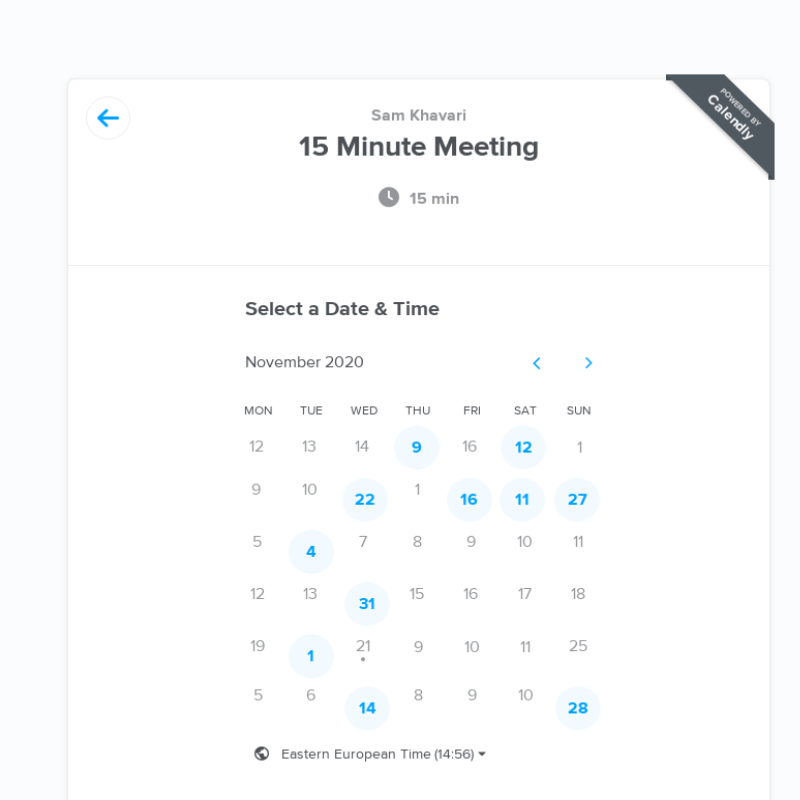 POWERED BY
Calendly
Sam Khavari
15 Minute Meeting
15 min
Select a Date & Time
November 2020
MON TUE WED THU FRI SAT SUN
12 13 14 9 16 12 1
9 10 22 1 16 11 27
5 4 7 8 9 10 11
12 13 31 15 16 17 18
19 1 21 9 10 11 25
5 6 14 8 9 10 28
Eastern European Time (14:56)